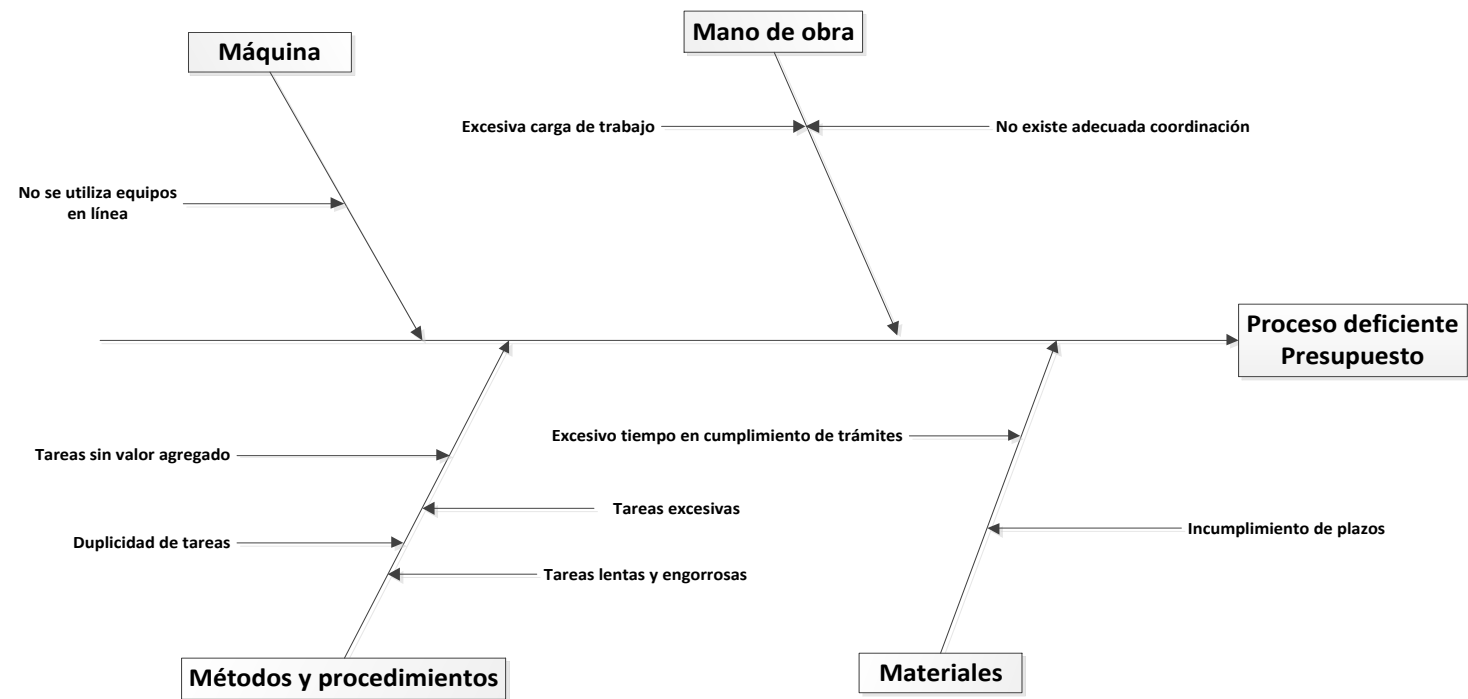 Mano de obra
Máquina
Excesiva carga de trabajo
No existe adecuada coordinación
No se utiliza equipos
en línea
Proceso deficiente
Presupuesto
Excesivo tiempo en cumplimiento de trámites
Tareas sin valor agregado
Tareas excesivas
Incumplimiento de plazos
Duplicidad de tareas
Tareas lentas y engorrosas
Métodos y procedimientos
Materiales